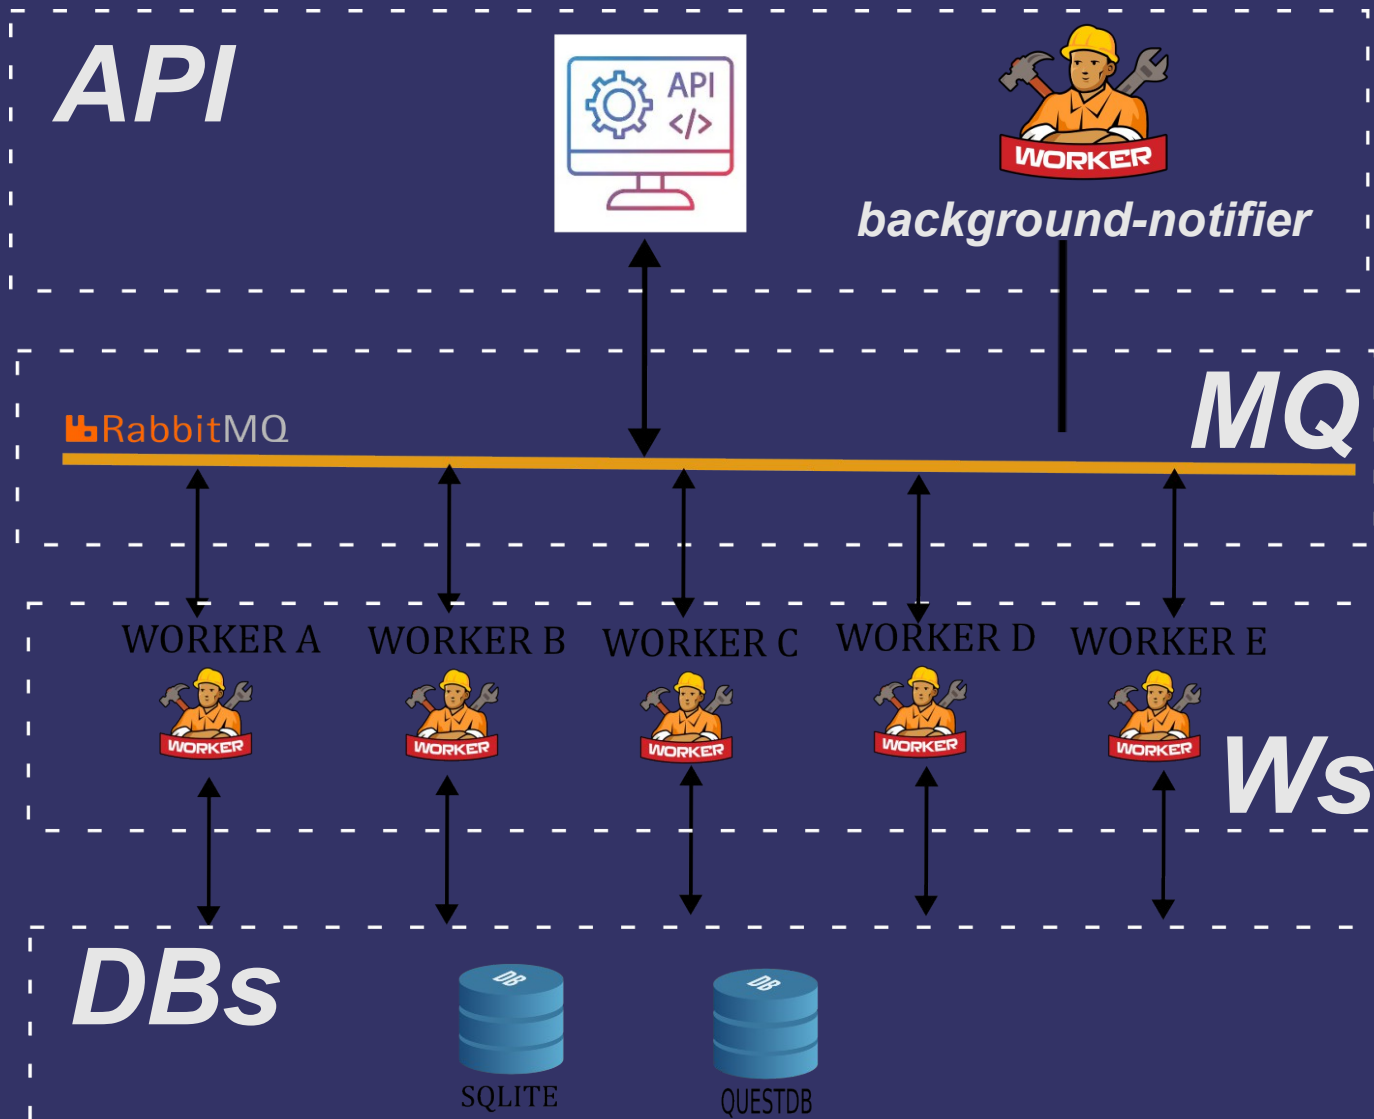 API
API
</>
WORKER
background-notifier
MQ
RabbitMQ
WORKER A
WORKER B
WORKER C
WORKER D
WORKER E
WORKER
WORKER
WORKER
WORKER
WORKER
Ws
DBs
DB
DB
SQLITE
QUESTDB